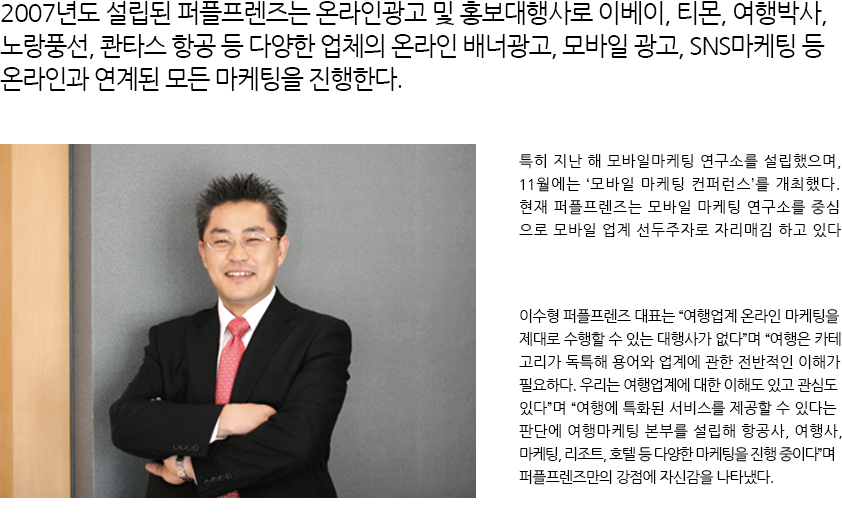 2007년도 설립된 퍼플프렌즈는 온라인광고 및 홍보대행사로 이베이, 티몬, 여행박사,
노랑풍선, 콴타스 항공 등 다양한 업체의 온라인 배너광고, 모바일 광고, SNS마케팅 등
온라인과 연계된 모든 마케팅을 진행한다.
특히 지난 해 모바일마케팅 연구소를 설립했으며,
11월에는 ‘모바일 마케팅 컨퍼런스’를 개최했다.
현재 퍼플프렌즈는 모바일 마케팅 연구소를 중심
으로 모바일 업계 선두주자로 자리매김 하고 있다
이수형 퍼플프렌즈 대표는 “여행업계 온라인 마케팅을
제대로 수행할 수 있는 대행사가 없다”며 “여행은 카테
고리가 독특해 용어와 업계에 관한 전반적인 이해가
필요하다. 우리는 여행업계에 대한 이해도 있고 관심도
있다”며 “여행에 특화된 서비스를 제공할 수 있다는
판단에 여행마케팅 본부를 설립해 항공사, 여행사,
마케팅, 리조트, 호텔 등 다양한 마케팅을 진행 중이다”며
퍼플프렌즈만의 강점에 자신감을 나타냈다.